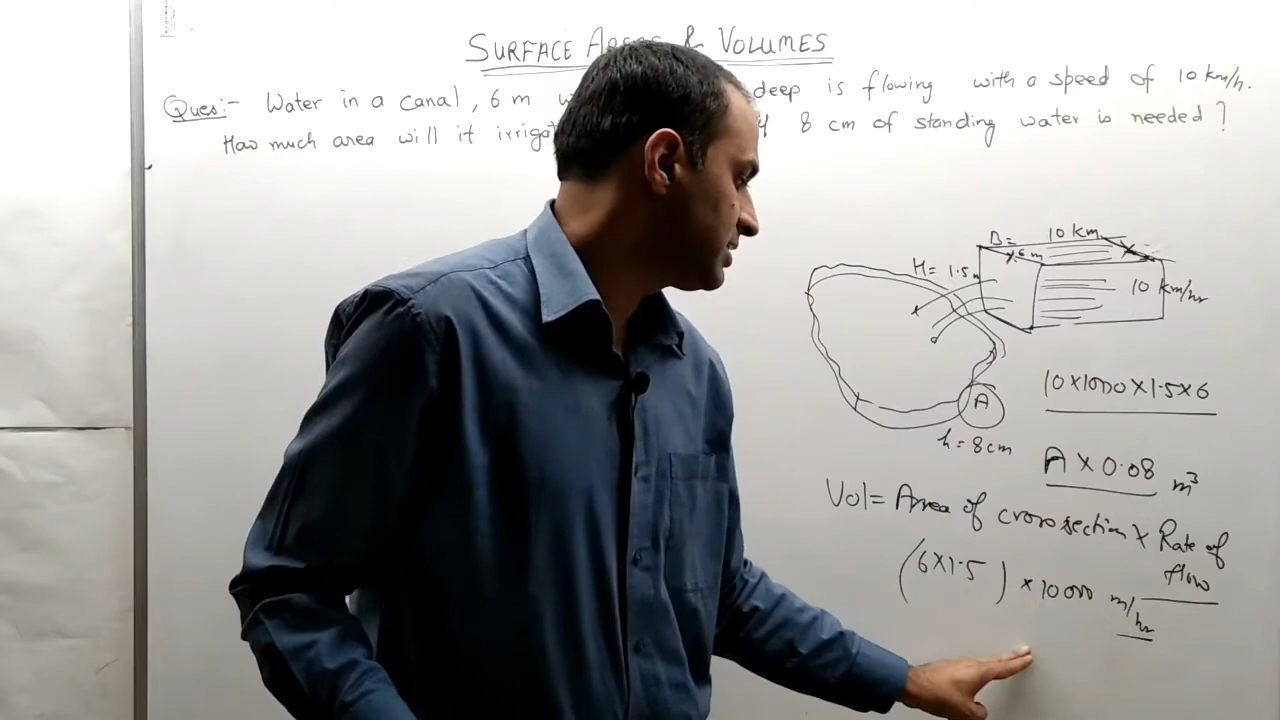 SURFACE & VOLUMES
Ques:- Water in a canal, 6 m deep is flowing with a speed of 10 km/h.
How much area will it 8 cm of standing water is needed ?
B= 10 km
6 m
H= 1.5
10 km/hr
10×1000×1.5×6
A
h = 8 cm
A × 0.08 m³
Vol = Area of cross section × Rate of flow
(6×1.5) × 10000 m/hr